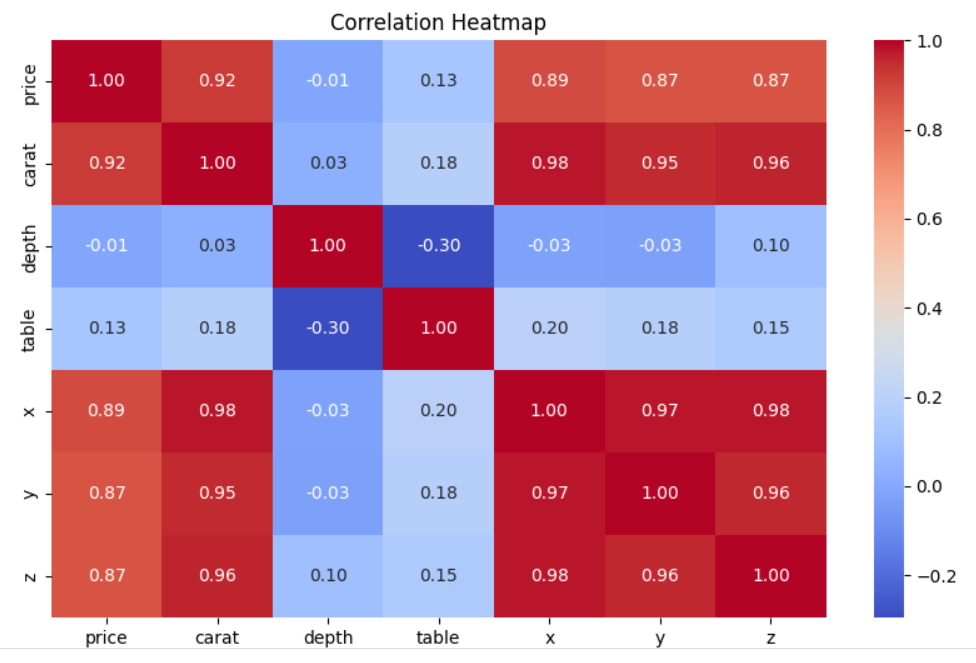 Correlation Heatmap
price 1.00 0.92 -0.01 0.13 0.89 0.87 0.87
carat 0.92 1.00 0.03 0.18 0.98 0.95 0.96
depth -0.01 0.03 1.00 -0.30 -0.03 -0.03 0.10
table 0.13 0.18 -0.30 1.00 0.20 0.18 0.15
x 0.89 0.98 -0.03 0.20 1.00 0.97 0.98
y 0.87 0.95 -0.03 0.18 0.97 1.00 0.96
z 0.87 0.96 0.10 0.15 0.98 0.96 1.00
price carat depth table x y z
1.0
0.8
0.6
0.4
0.2
0.0
−0.2